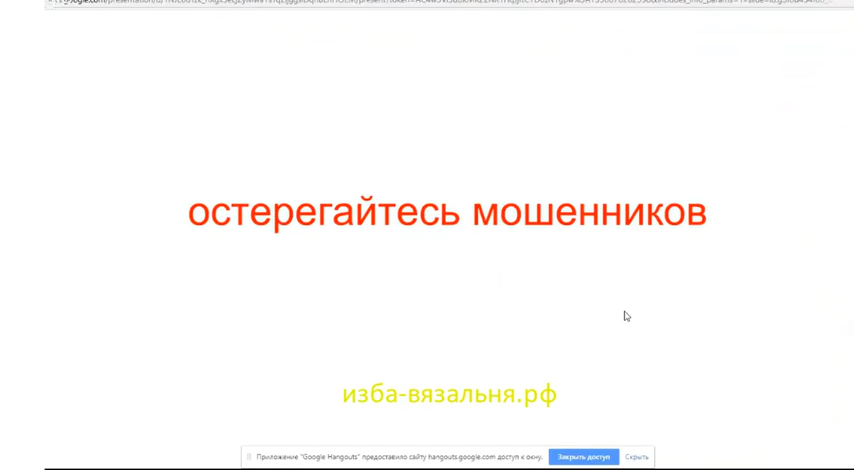 остерегайтесь мошенников
изба-вязальня.рф
Приложение "Google Hangouts" предоставило сайту hangouts.google.com доступ к окну. Закрыть доступ Скрыть